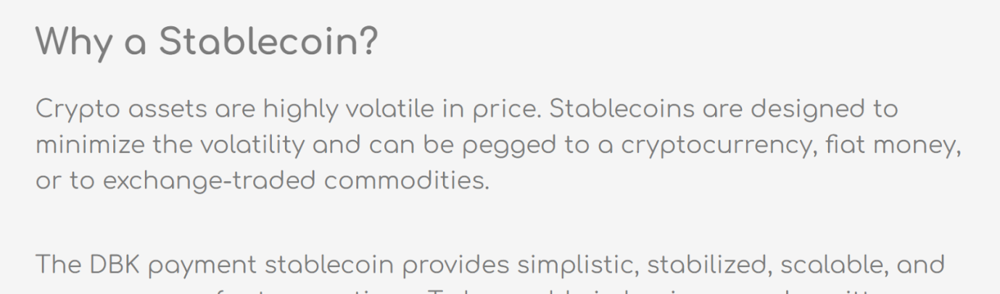 Why a Stablecoin?
Crypto assets are highly volatile in price. Stablecoins are designed to
minimize the volatility and can be pegged to a cryptocurrency, fiat money,
or to exchange-traded commodities.
The DBK payment stablecoin provides simplistic, stabilized, scalable, and